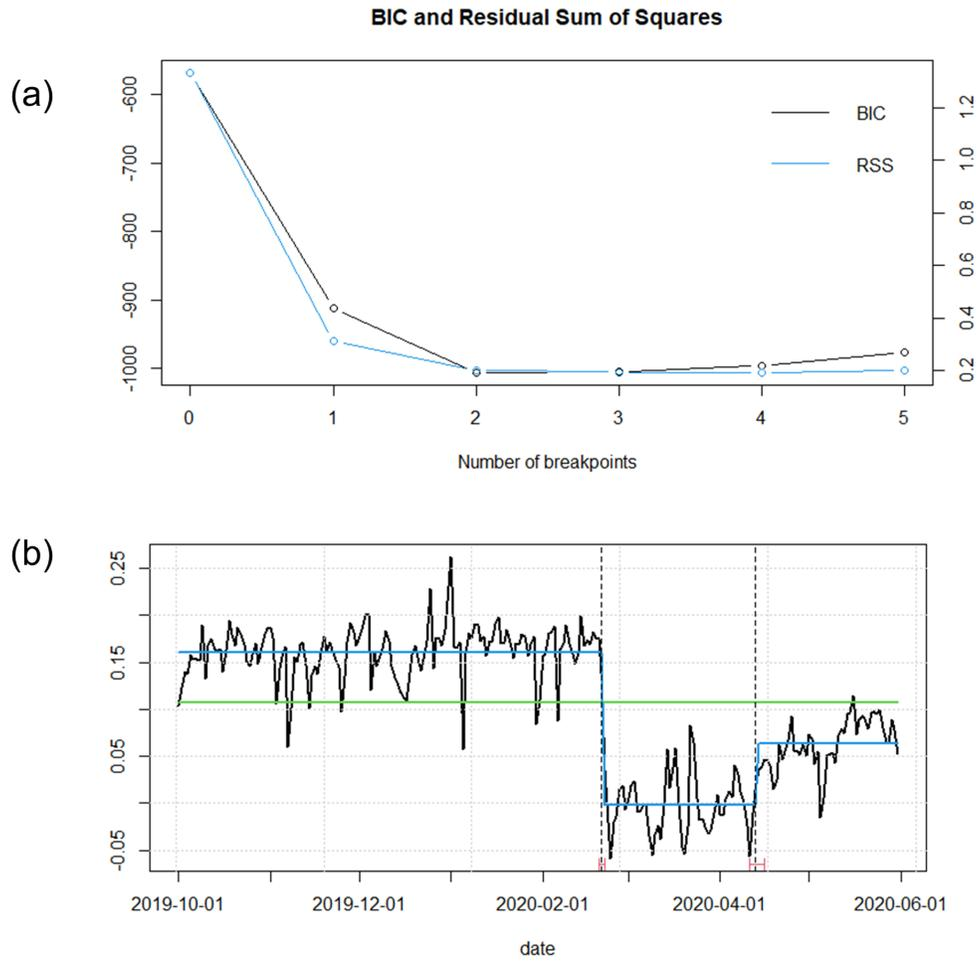 BIC and Residual Sum of Squares
(a)
-600
-700
-800
-900
-1000
BIC
RSS
1.2
1.0
0.8
0.6
0.4
0.2
0 1 2 3 4 5
Number of breakpoints
(b)
0.25
0.15
0.05
-0.05
2019-10-01 2019-12-01 2020-02-01 2020-04-01 2020-06-01
date